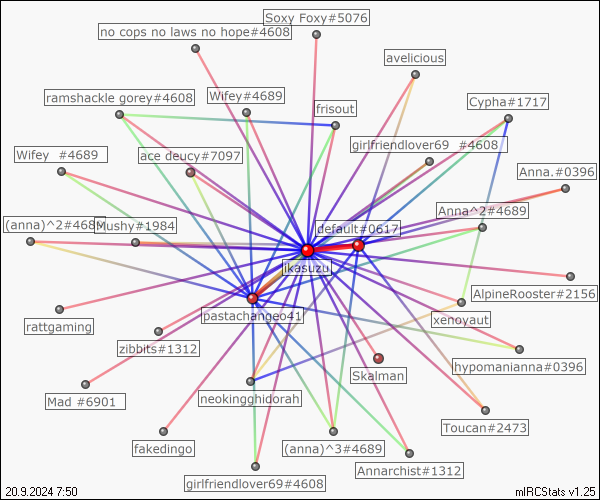 Soxy Foxy#5076
no cops no laws no hope#4608
avelicious
ramshackle gorey#4608
Wifey#4689
frisout
Cypha#1717
Wifey  #4689
ace deucy#7097
girlfriendlover69  #4608
Anna.#0396
Anna^2#4689
(anna)^2#4689
Mushy#1984
default#0617
ikasuzu
AlpineRooster#2156
pastachangeo41
xenoyaut
rattgaming
zibbits#1312
hypomanianna#0396
Skalman
Mad #6901
neokingghidorah
Toucan#2473
fakedingo
(anna)^3#4689
Annarchist#1312
girlfriendlover69#4608
20.9.2024 7:50
mIRCStats v1.25